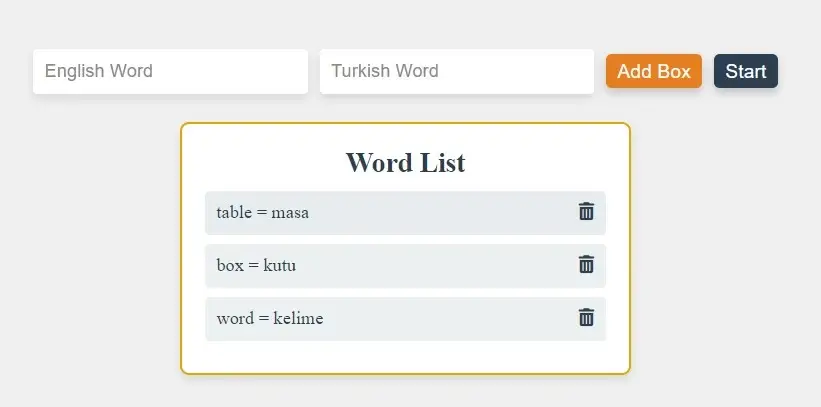 English Word Turkish Word Add Box Start
Word List
table = masa
box = kutu
word = kelime